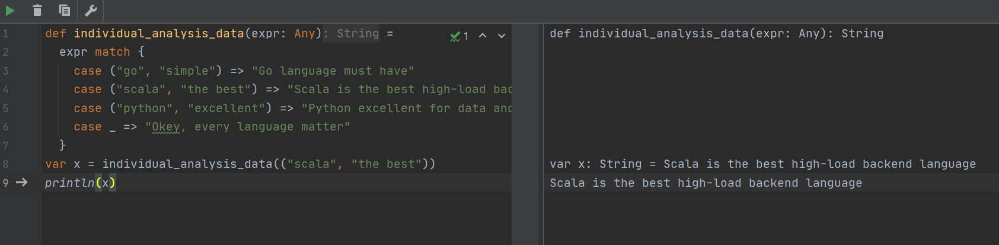 1 def individual_analysis_data(expr: Any): String =
1
def individual_analysis_data(expr: Any): String
2 expr match {
3 case ("go", "simple") => "Go language must have"
4 case ("scala", "the best") => "Scala is the best high-load bac
5 case ("python", "excellent") => "Python excellent for data and
6 case _ => "Okey, every language matter"
7 }
8 var x = individual_analysis_data(("scala", "the best"))
var x: String = Scala is the best high-load backend language
9 println(x)
Scala is the best high-load backend language